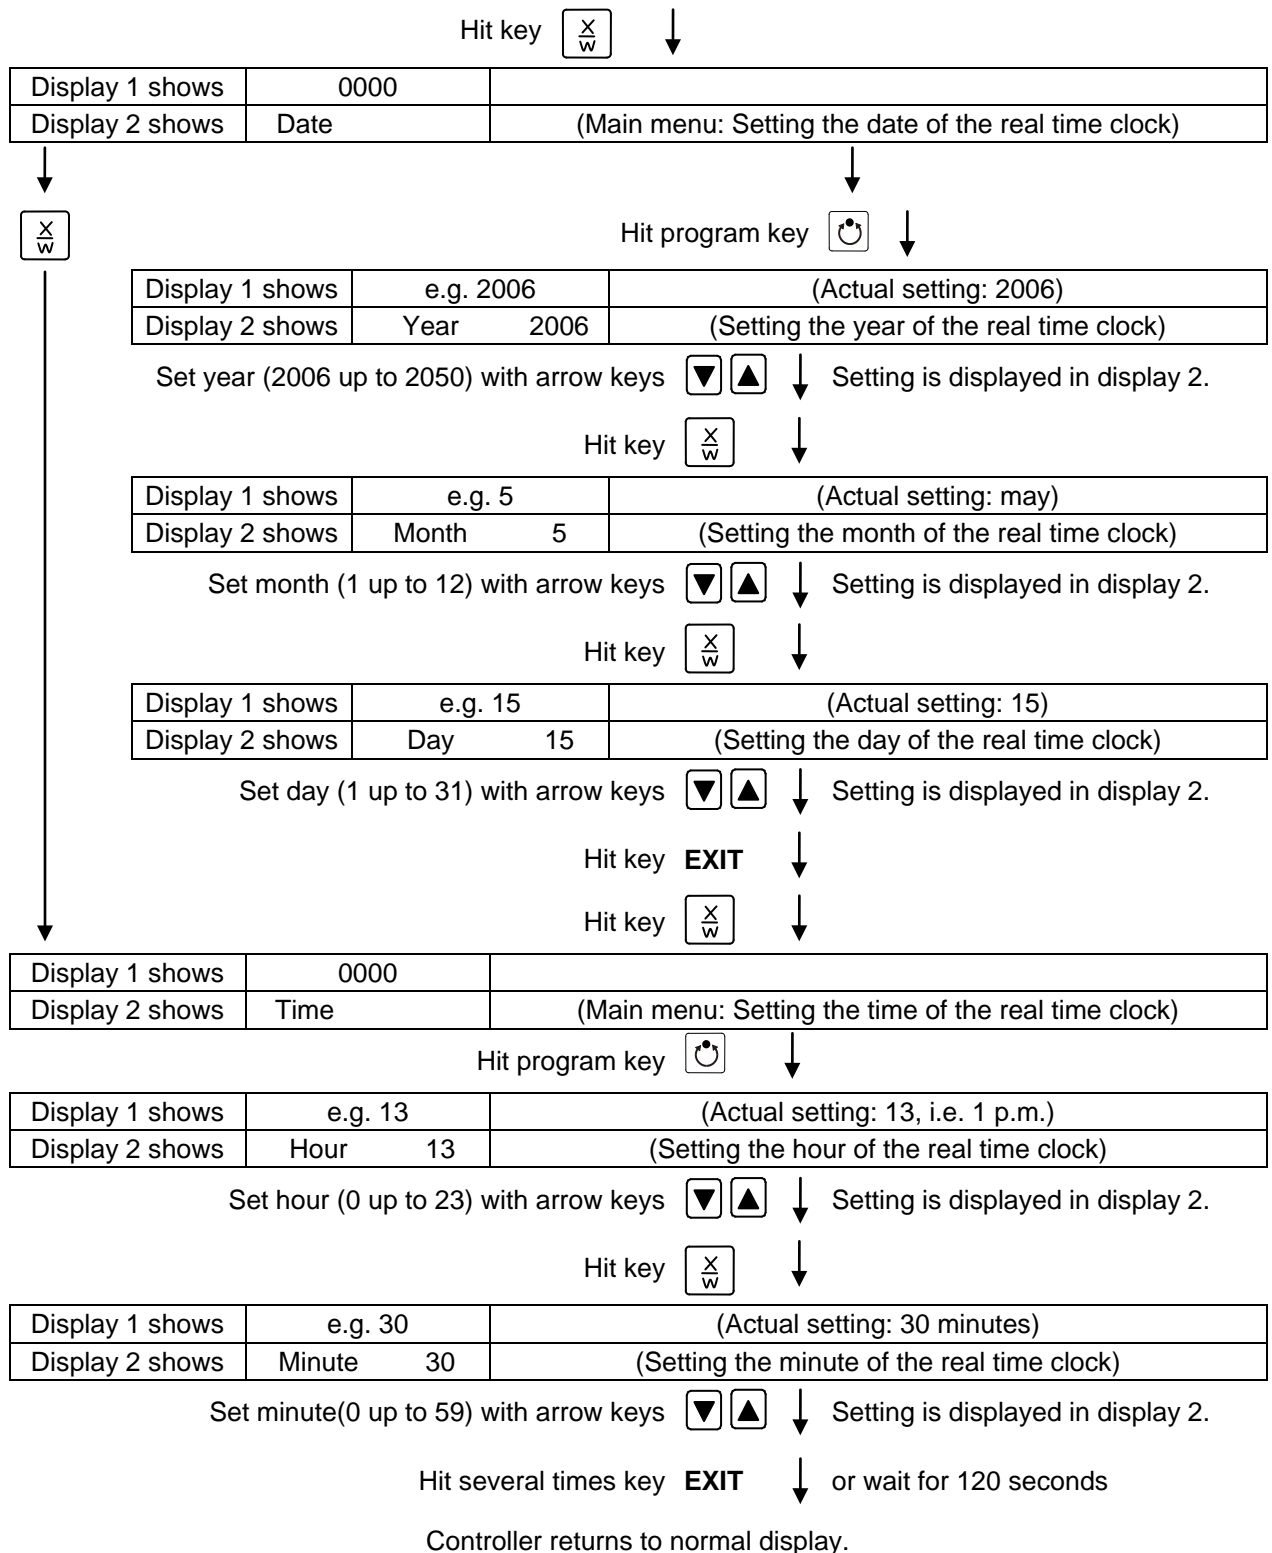 Hit key X W
Display 1 shows 0000
Display 2 shows Date (Main menu: Setting the date of the real time clock)
X W
Hit program key
Display 1 shows e.g. 2006 (Actual setting: 2006)
Display 2 shows Year 2006 (Setting the year of the real time clock)
Set year (2006 up to 2050) with arrow keys Setting is displayed in display 2.
Hit key X W
Display 1 shows e.g. 5 (Actual setting: may)
Display 2 shows Month 5 (Setting the month of the real time clock)
Set month (1 up to 12) with arrow keys Setting is displayed in display 2.
Hit key X W
Display 1 shows e.g. 15 (Actual setting: 15)
Display 2 shows Day 15 (Setting the day of the real time clock)
Set day (1 up to 31) with arrow keys Setting is displayed in display 2.
Hit key EXIT
Hit key X W
Display 1 shows 0000
Display 2 shows Time (Main menu: Setting the time of the real time clock)
Hit program key
Display 1 shows e.g. 13 (Actual setting: 13, i.e. 1 p.m.)
Display 2 shows Hour 13 (Setting the hour of the real time clock)
Set hour (0 up to 23) with arrow keys Setting is displayed in display 2.
Hit key X W
Display 1 shows e.g. 30 (Actual setting: 30 minutes)
Display 2 shows Minute 30 (Setting the minute of the real time clock)
Set minute(0 up to 59) with arrow keys Setting is displayed in display 2.
Hit several times key EXIT or wait for 120 seconds
Controller returns to normal display.